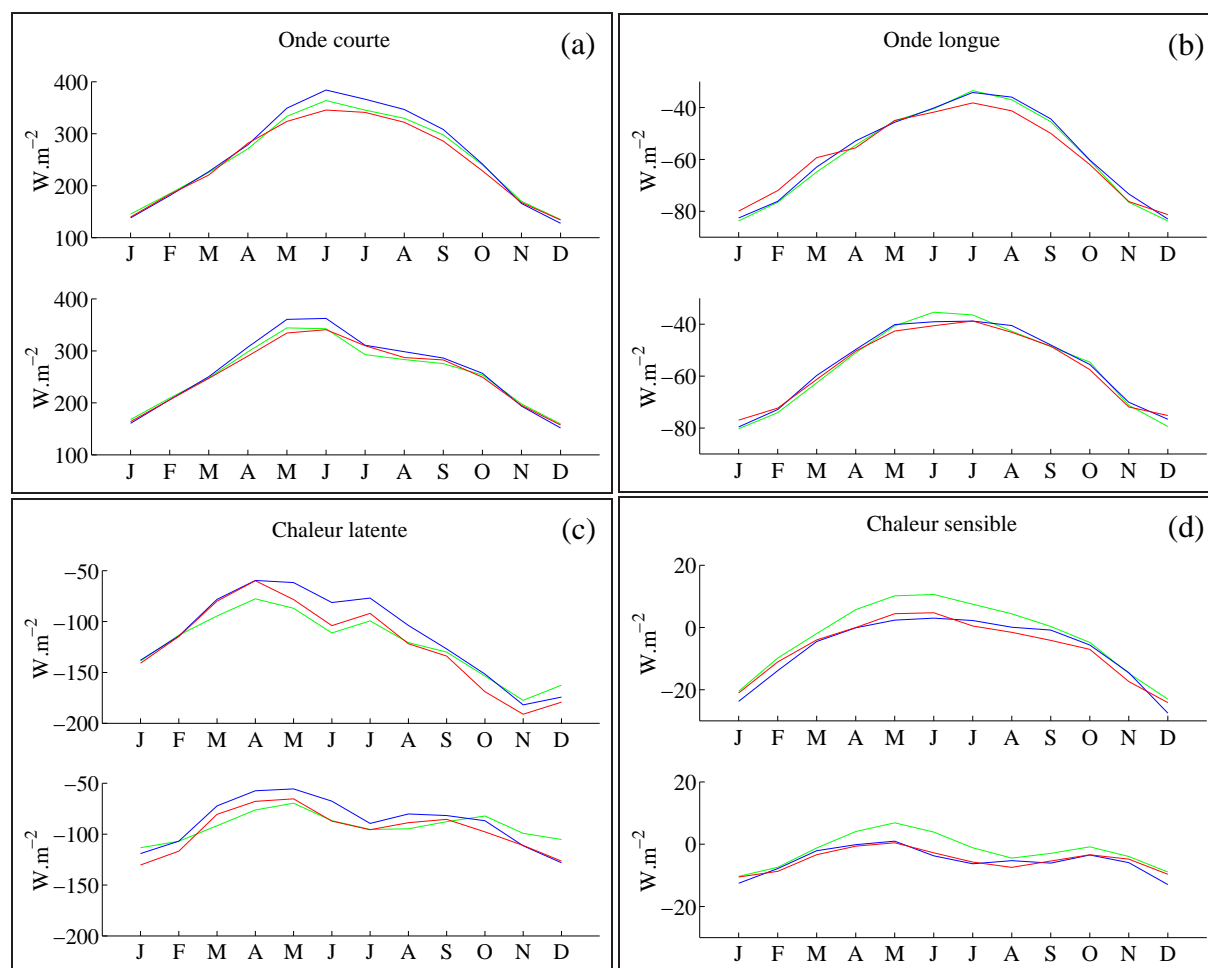 Onde courte
(a)
400
300
200
100
W.m−2
J F M A M J J A S O N D
400
300
200
100
W.m−2
J F M A M J J A S O N D
Onde longue
(b)
−40
−60
−80
W.m−2
J F M A M J J A S O N D
−40
−60
−80
W.m−2
J F M A M J J A S O N D
Chaleur latente
(c)
−50
−100
−150
−200
W.m−2
J F M A M J J A S O N D
−50
−100
−150
−200
W.m−2
J F M A M J J A S O N D
Chaleur sensible
(d)
20
0
−20
W.m−2
J F M A M J J A S O N D
20
0
−20
W.m−2
J F M A M J J A S O N D